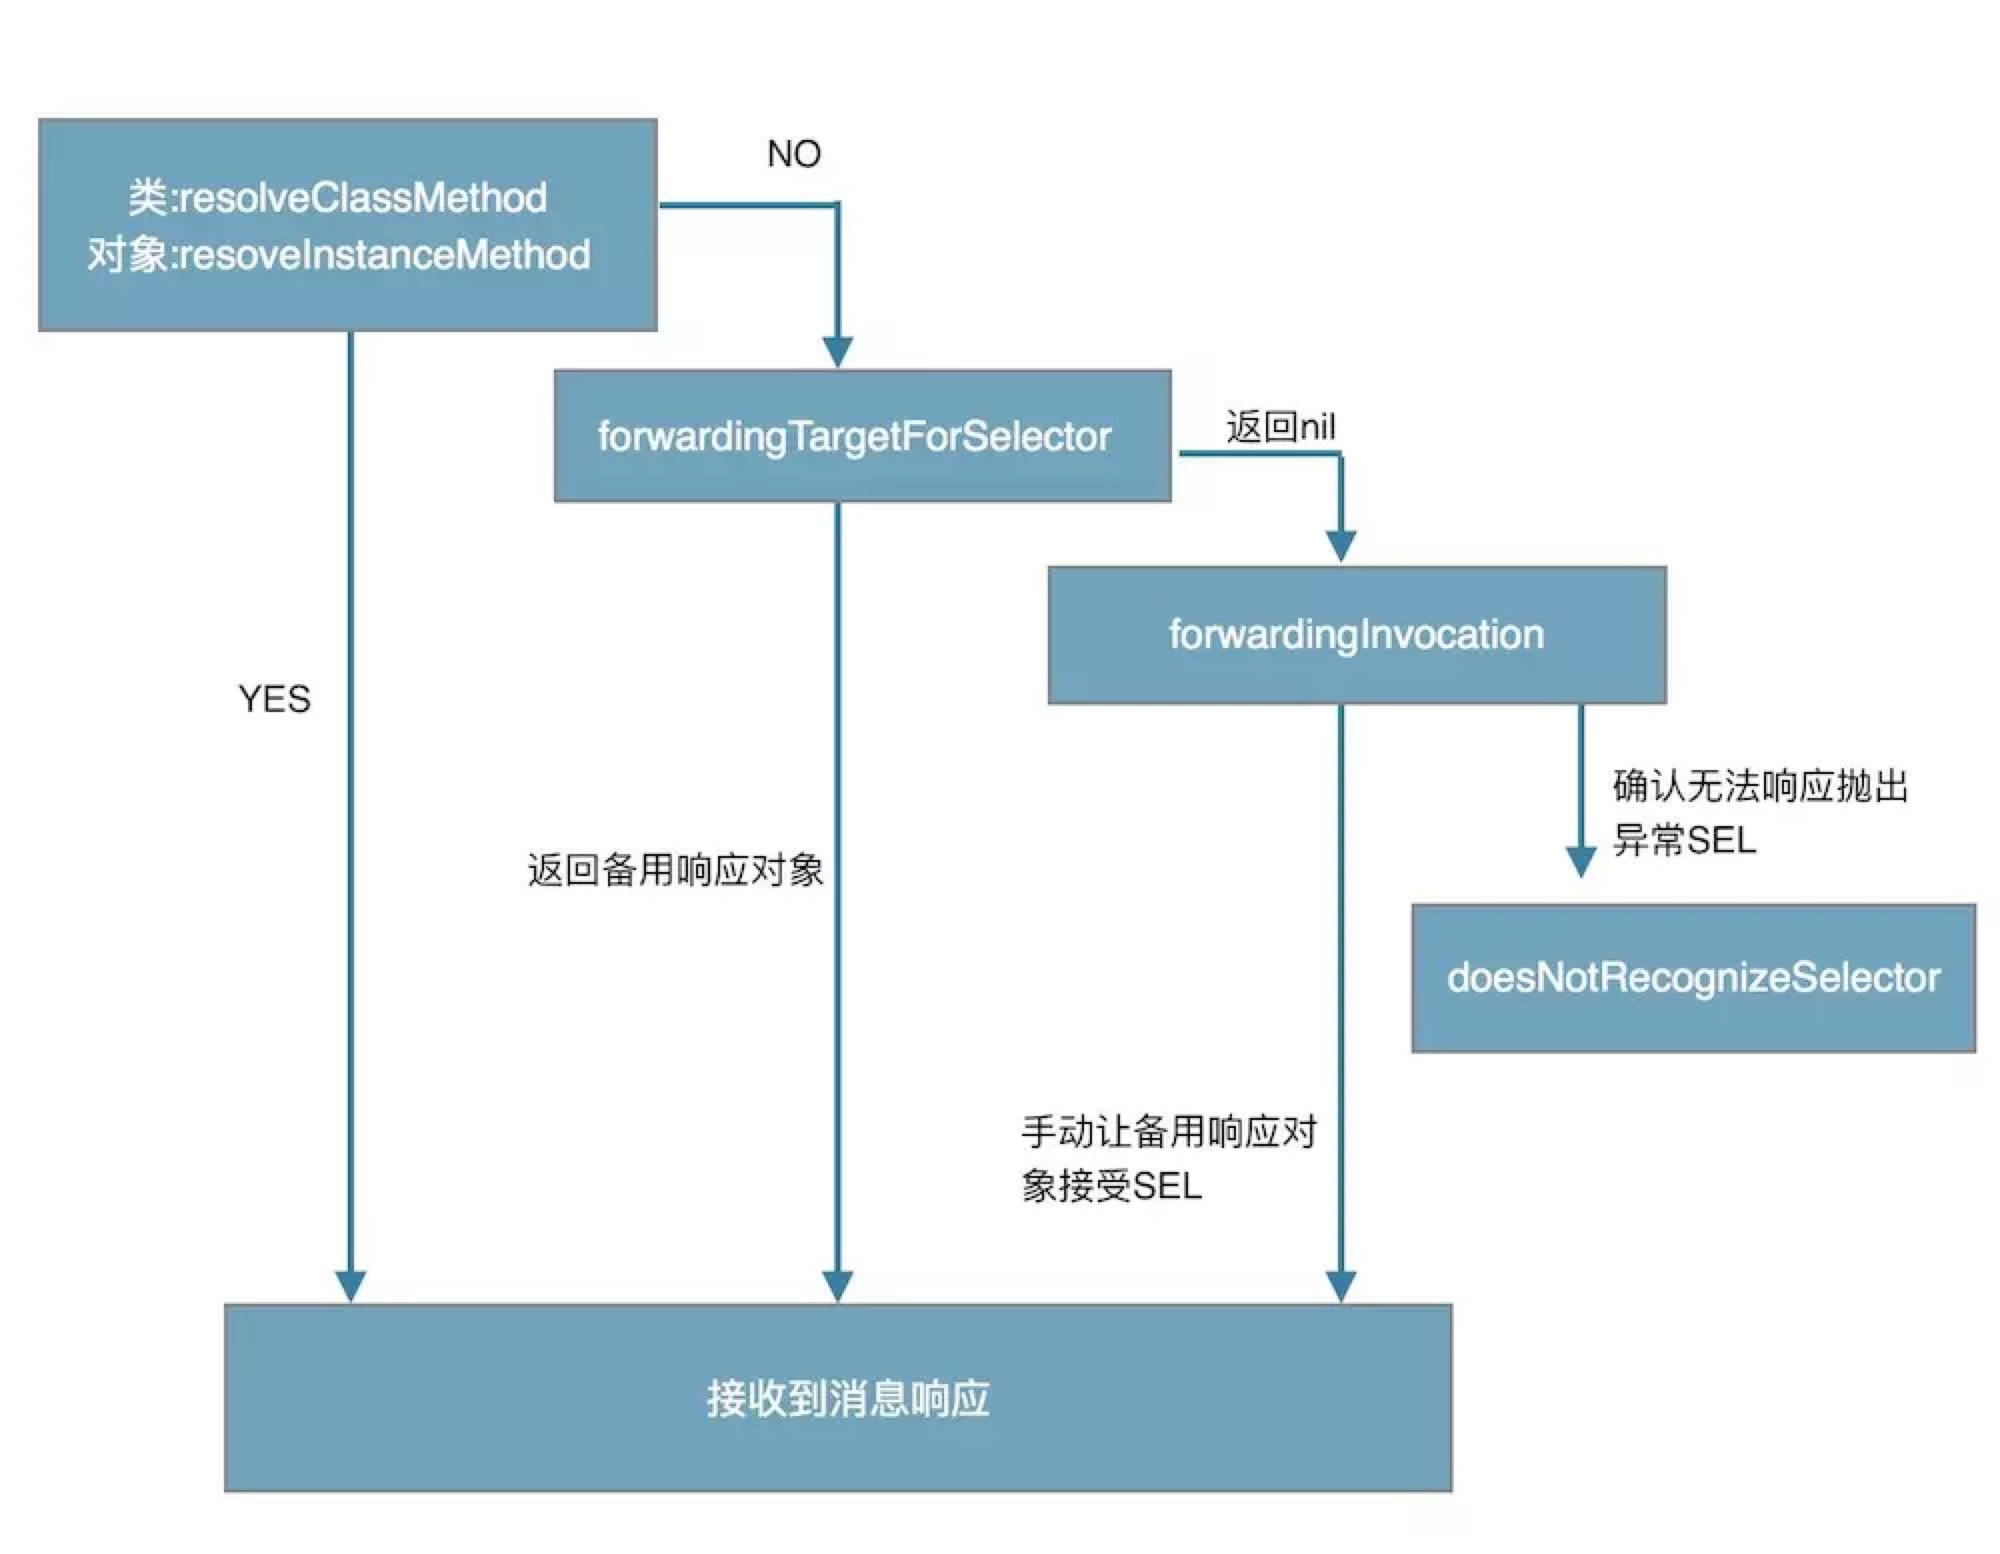 类:resolveClassMethod
对象:resoveInstanceMethod
NO
forwardingTargetForSelector
返回nil
forwardingInvocation
YES
确认无法响应抛出
异常SEL
返回备用响应对象
doesNotRecognizeSelector
手动让备用响应对
象接受SEL
接收到消息响应